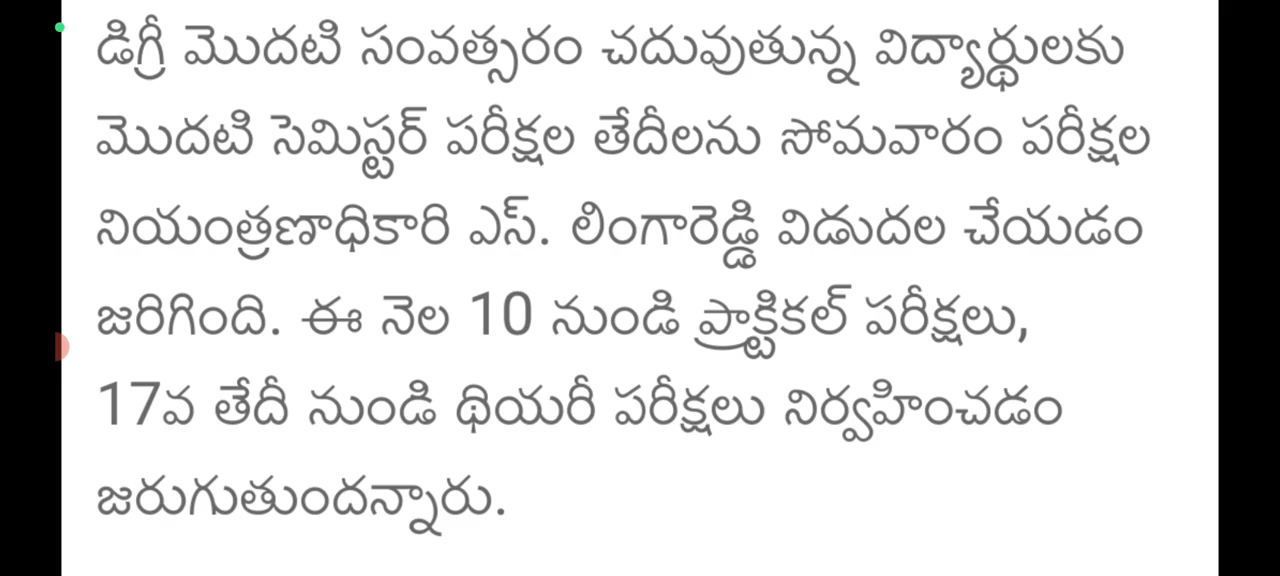 డిగ్రీ మొదటి సంవత్సరం చదువుతున్న విద్యార్థులకు
మొదటి సెమిస్టర్ పరీక్షల తేదీలను సోమవారం పరీక్షల
నియంత్రణాధికారి ఎస్. లింగారెడ్డి విడుదల చేయడం
జరిగింది. ఈ నెల 10 నుండి ప్రాక్టికల్ పరీక్షలు,
17వ తేదీ నుండి థియరీ పరీక్షలు నిర్వహించడం
జరుగుతుందన్నారు.